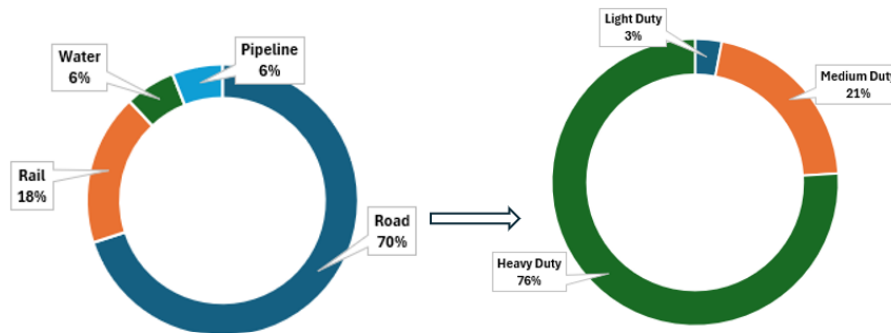 Water
6%
Pipeline
6%
Rail
18%
Road
70%
Light Duty
3%
Medium Duty
21%
Heavy Duty
76%